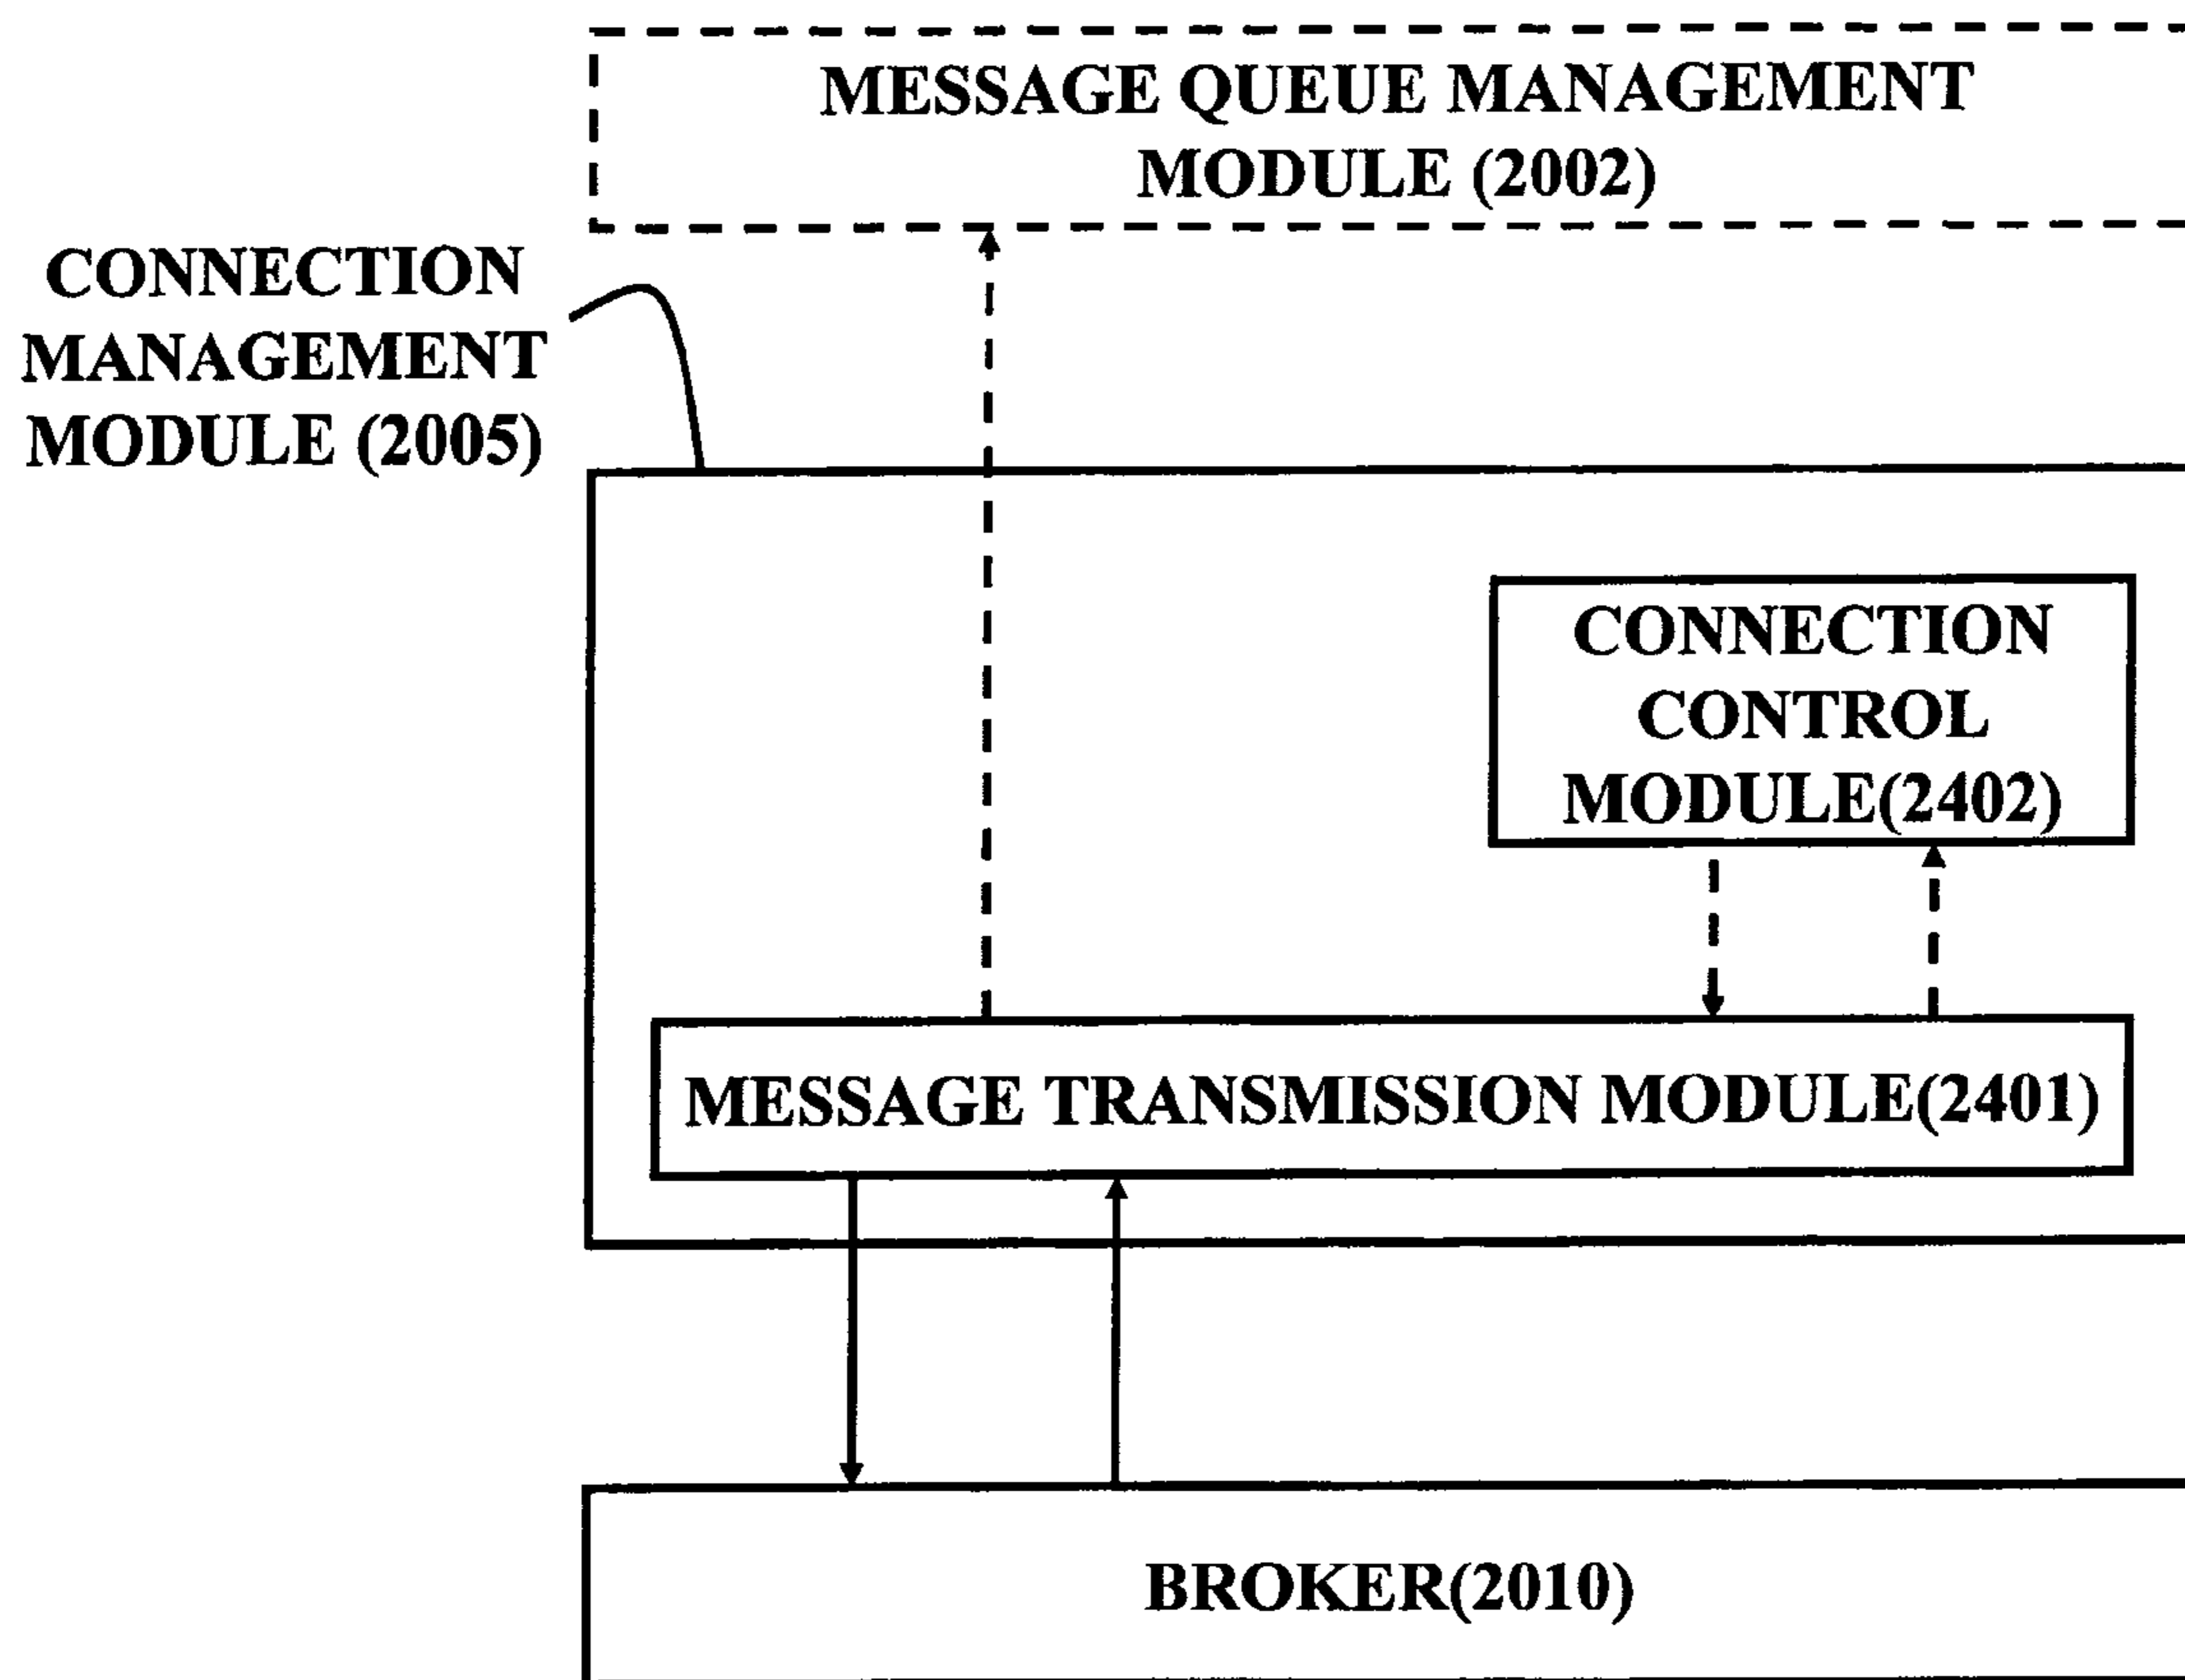 MESSAGE QUEUE MANAGEMENT
MODULE (2002)
CONNECTION
MANAGEMENT
MODULE (2005)
CONNECTION
CONTROL
MODULE(2402)
MESSAGE TRANSMISSION MODULE(2401)
BROKER(2010)